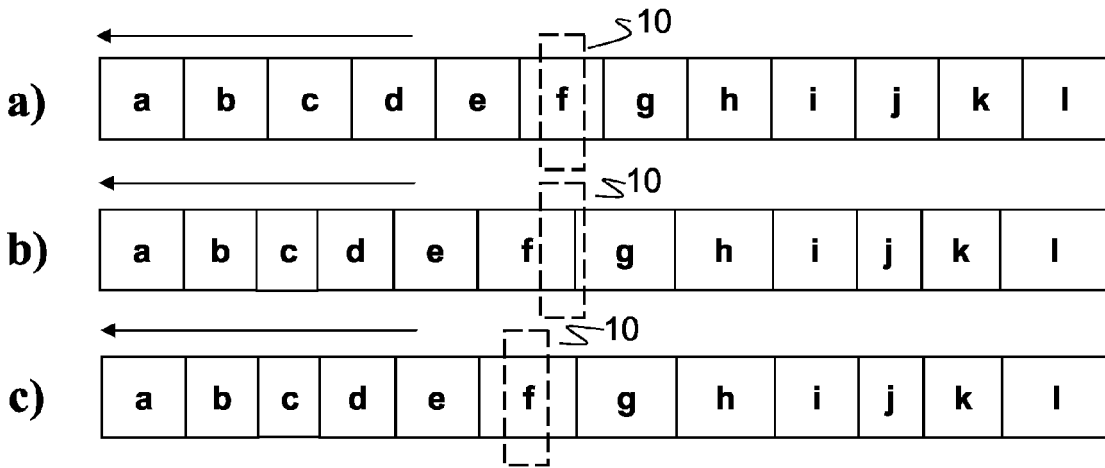 10
a) a b c d e f g h i j k l
10
b) a b c d e f g h i j k l
10
c) a b c d e f g h i j k l